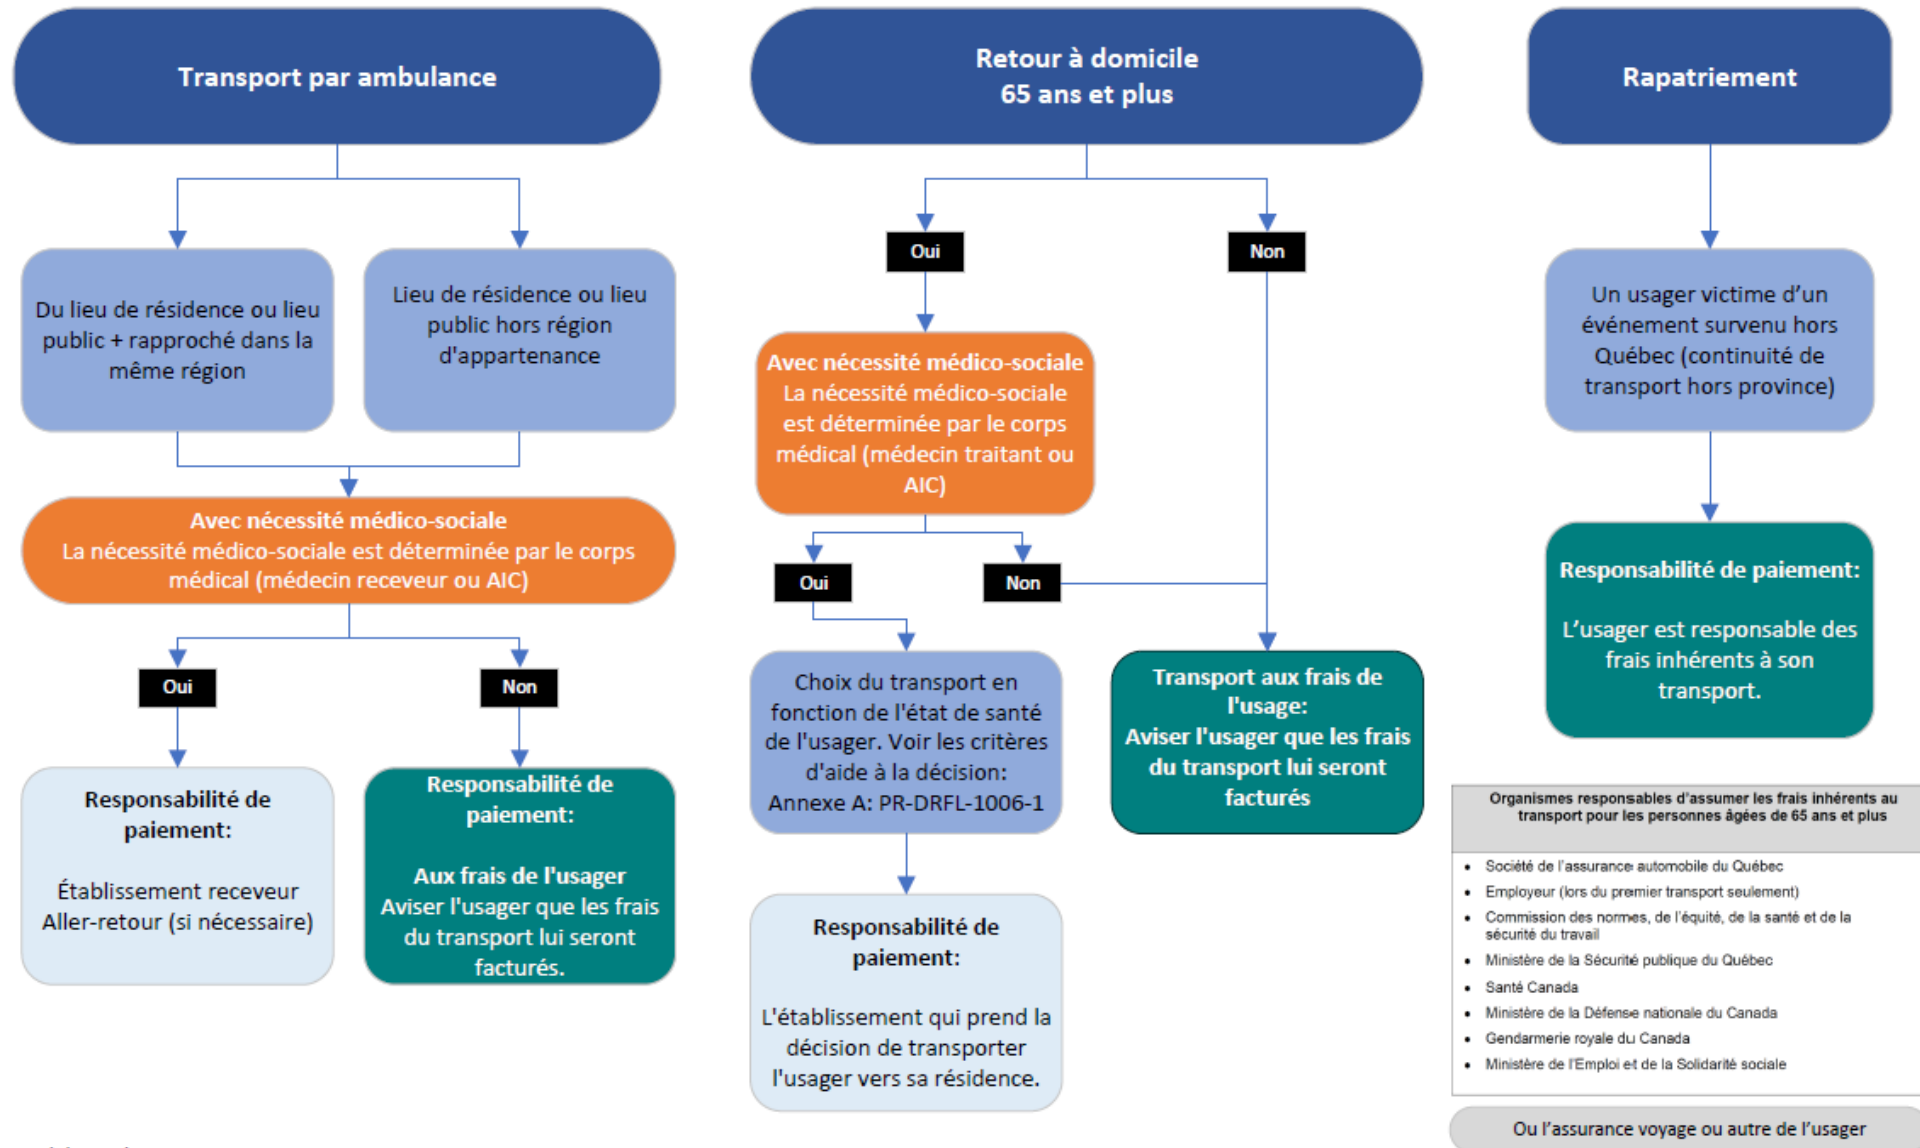 Transport par ambulance
Du lieu de résidence ou lieu
public + rapproché dans la
même région
Lieu de résidence ou lieu
public hors région
d'appartenance
Avec nécessité médico-sociale
La nécessité médico-sociale est déterminée par le corps
médical (médecin receveur ou AIC)
Oui
Non
Responsabilité de
paiement:
Établissement receveur
Aller-retour (si nécessaire)
Responsabilité de
paiement:
Aux frais de l'usager
Aviser l'usager que les frais
du transport lui seront
facturés.
Retour à domicile
65 ans et plus
Oui
Non
Avec nécessité médico-sociale
La nécessité médico-sociale
est déterminée par le corps
médical (médecin traitant ou
AIC)
Oui
Non
Choix du transport en
fonction de l'état de santé
de l'usager. Voir les critères
d'aide à la décision:
Annexe A: PR-DRFL-1006-1
Transport aux frais de
l'usage:
Aviser l'usager que les frais
du transport lui seront
facturés
Responsabilité de
paiement:
L'établissement qui prend la
décision de transporter
l'usager vers sa résidence.
Rapatriement
Un usager victime d’un
événement survenu hors
Québec (continuité de
transport hors province)
Responsabilité de paiement:
L’usager est responsable des
frais inhérents à son
transport.
Organismes responsables d’assumer les frais inhérents au
transport pour les personnes âgées de 65 ans et plus
• Société de l’assurance automobile du Québec
• Employeur (lors du premier transport seulement)
• Commission des normes, de l’équité, de la santé et de la
sécurité du travail
• Ministère de la Sécurité publique du Québec
• Santé Canada
• Ministère de la Défense nationale du Canada
• Gendarmerie royale du Canada
• Ministère de l’Emploi et de la Solidarité sociale
Ou l’assurance voyage ou autre de l’usager